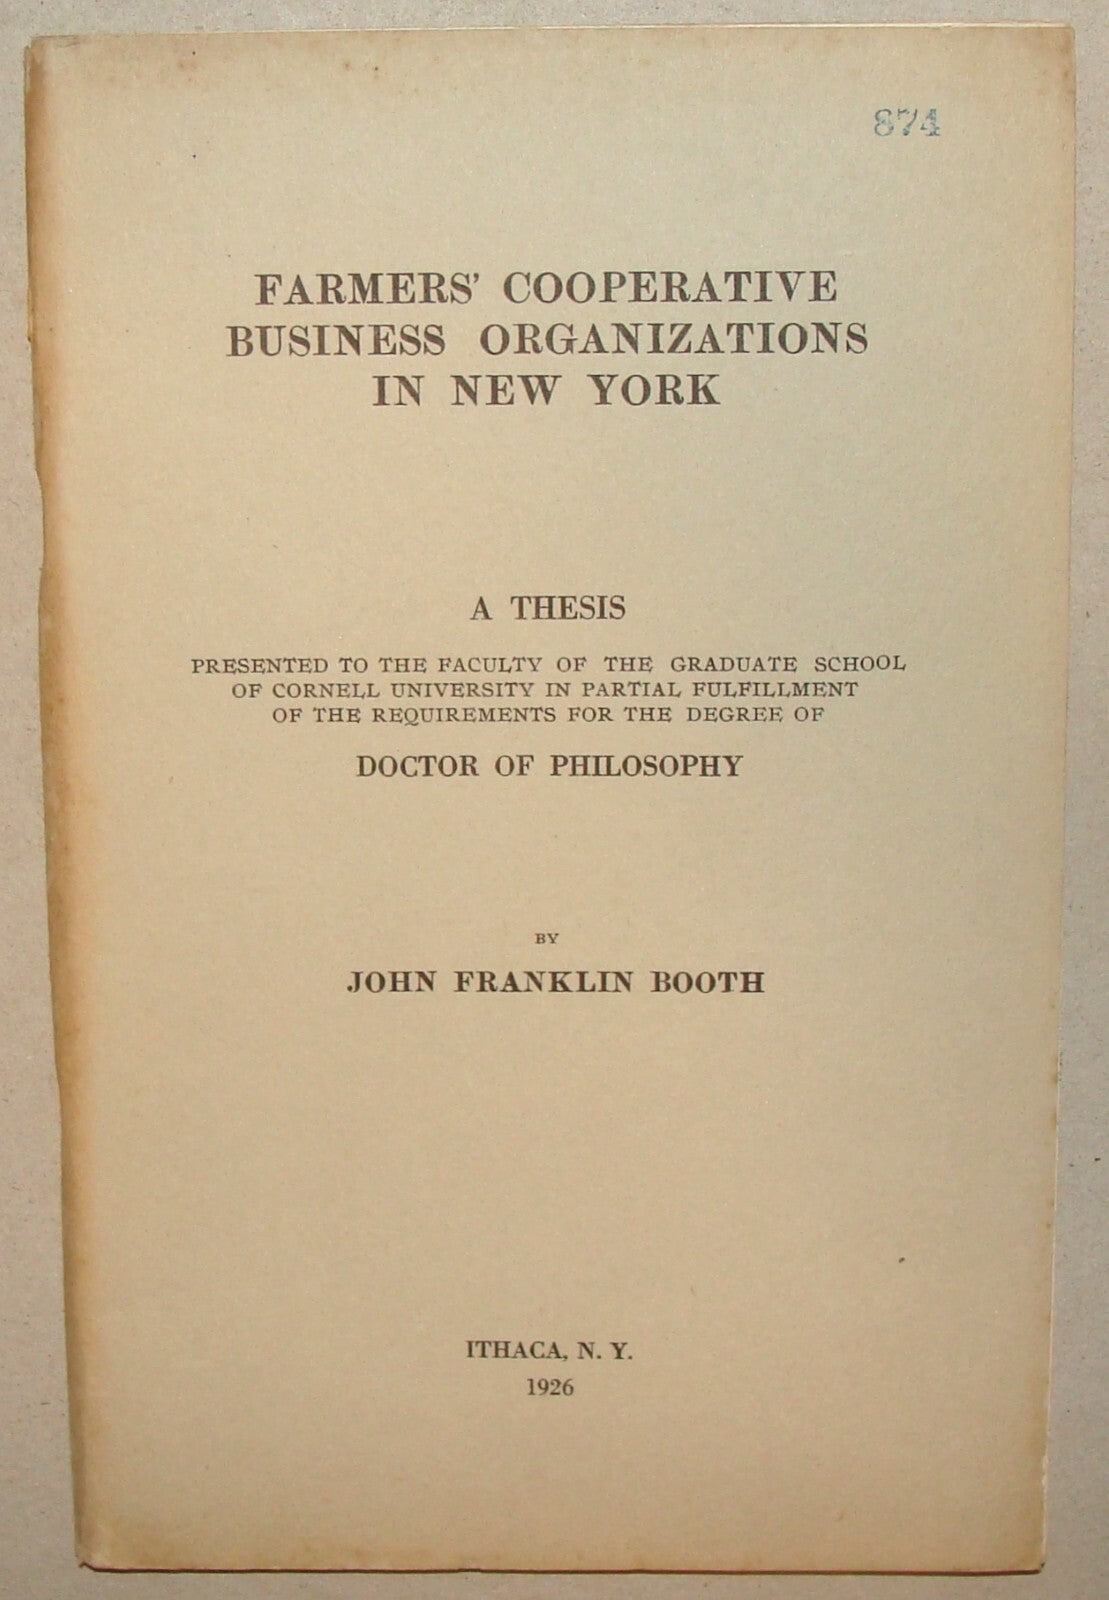 874
FARMERS' COOPERATIVE
BUSINESS ORGANIZATIONS
IN NEW YORK
A THESIS
PRESENTED TO THE FACULTY OF THE GRADUATE SCHOOL
OF CORNELL UNIVERSITY IN PARTIAL FULFILLMENT
OF THE REQUIREMENTS FOR THE DEGREE OF
DOCTOR OF PHILOSOPHY
BY
JOHN FRANKLIN BOOTH
ITHACA, N. Y.
1926